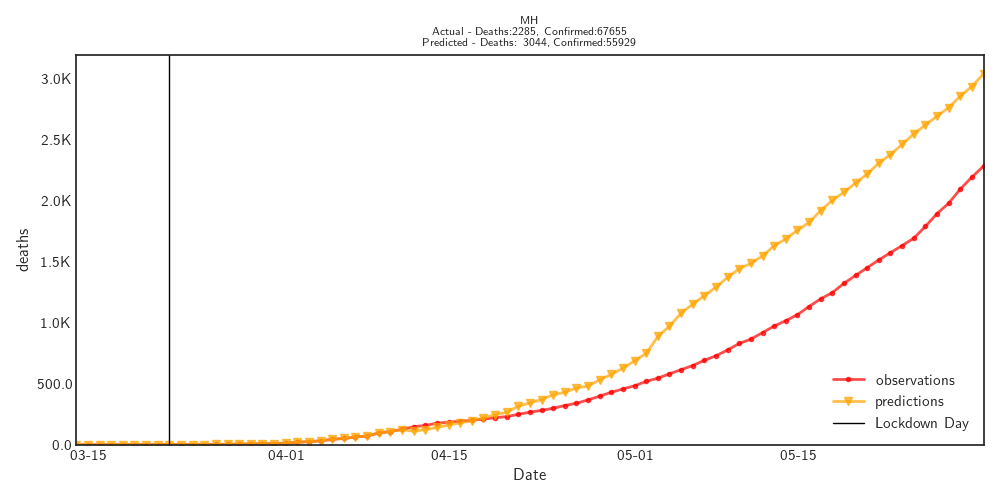 MH
Actual - Deaths:2285, Confirmed:67655
Predicted - Deaths: 3044, Confirmed:55929
3.0K
2.5K
2.0K
1.5K
1.0K
500.0
0.0
deaths
observations
predictions
Lockdown Day
03-15
04-01
04-15
05-01
05-15
Date